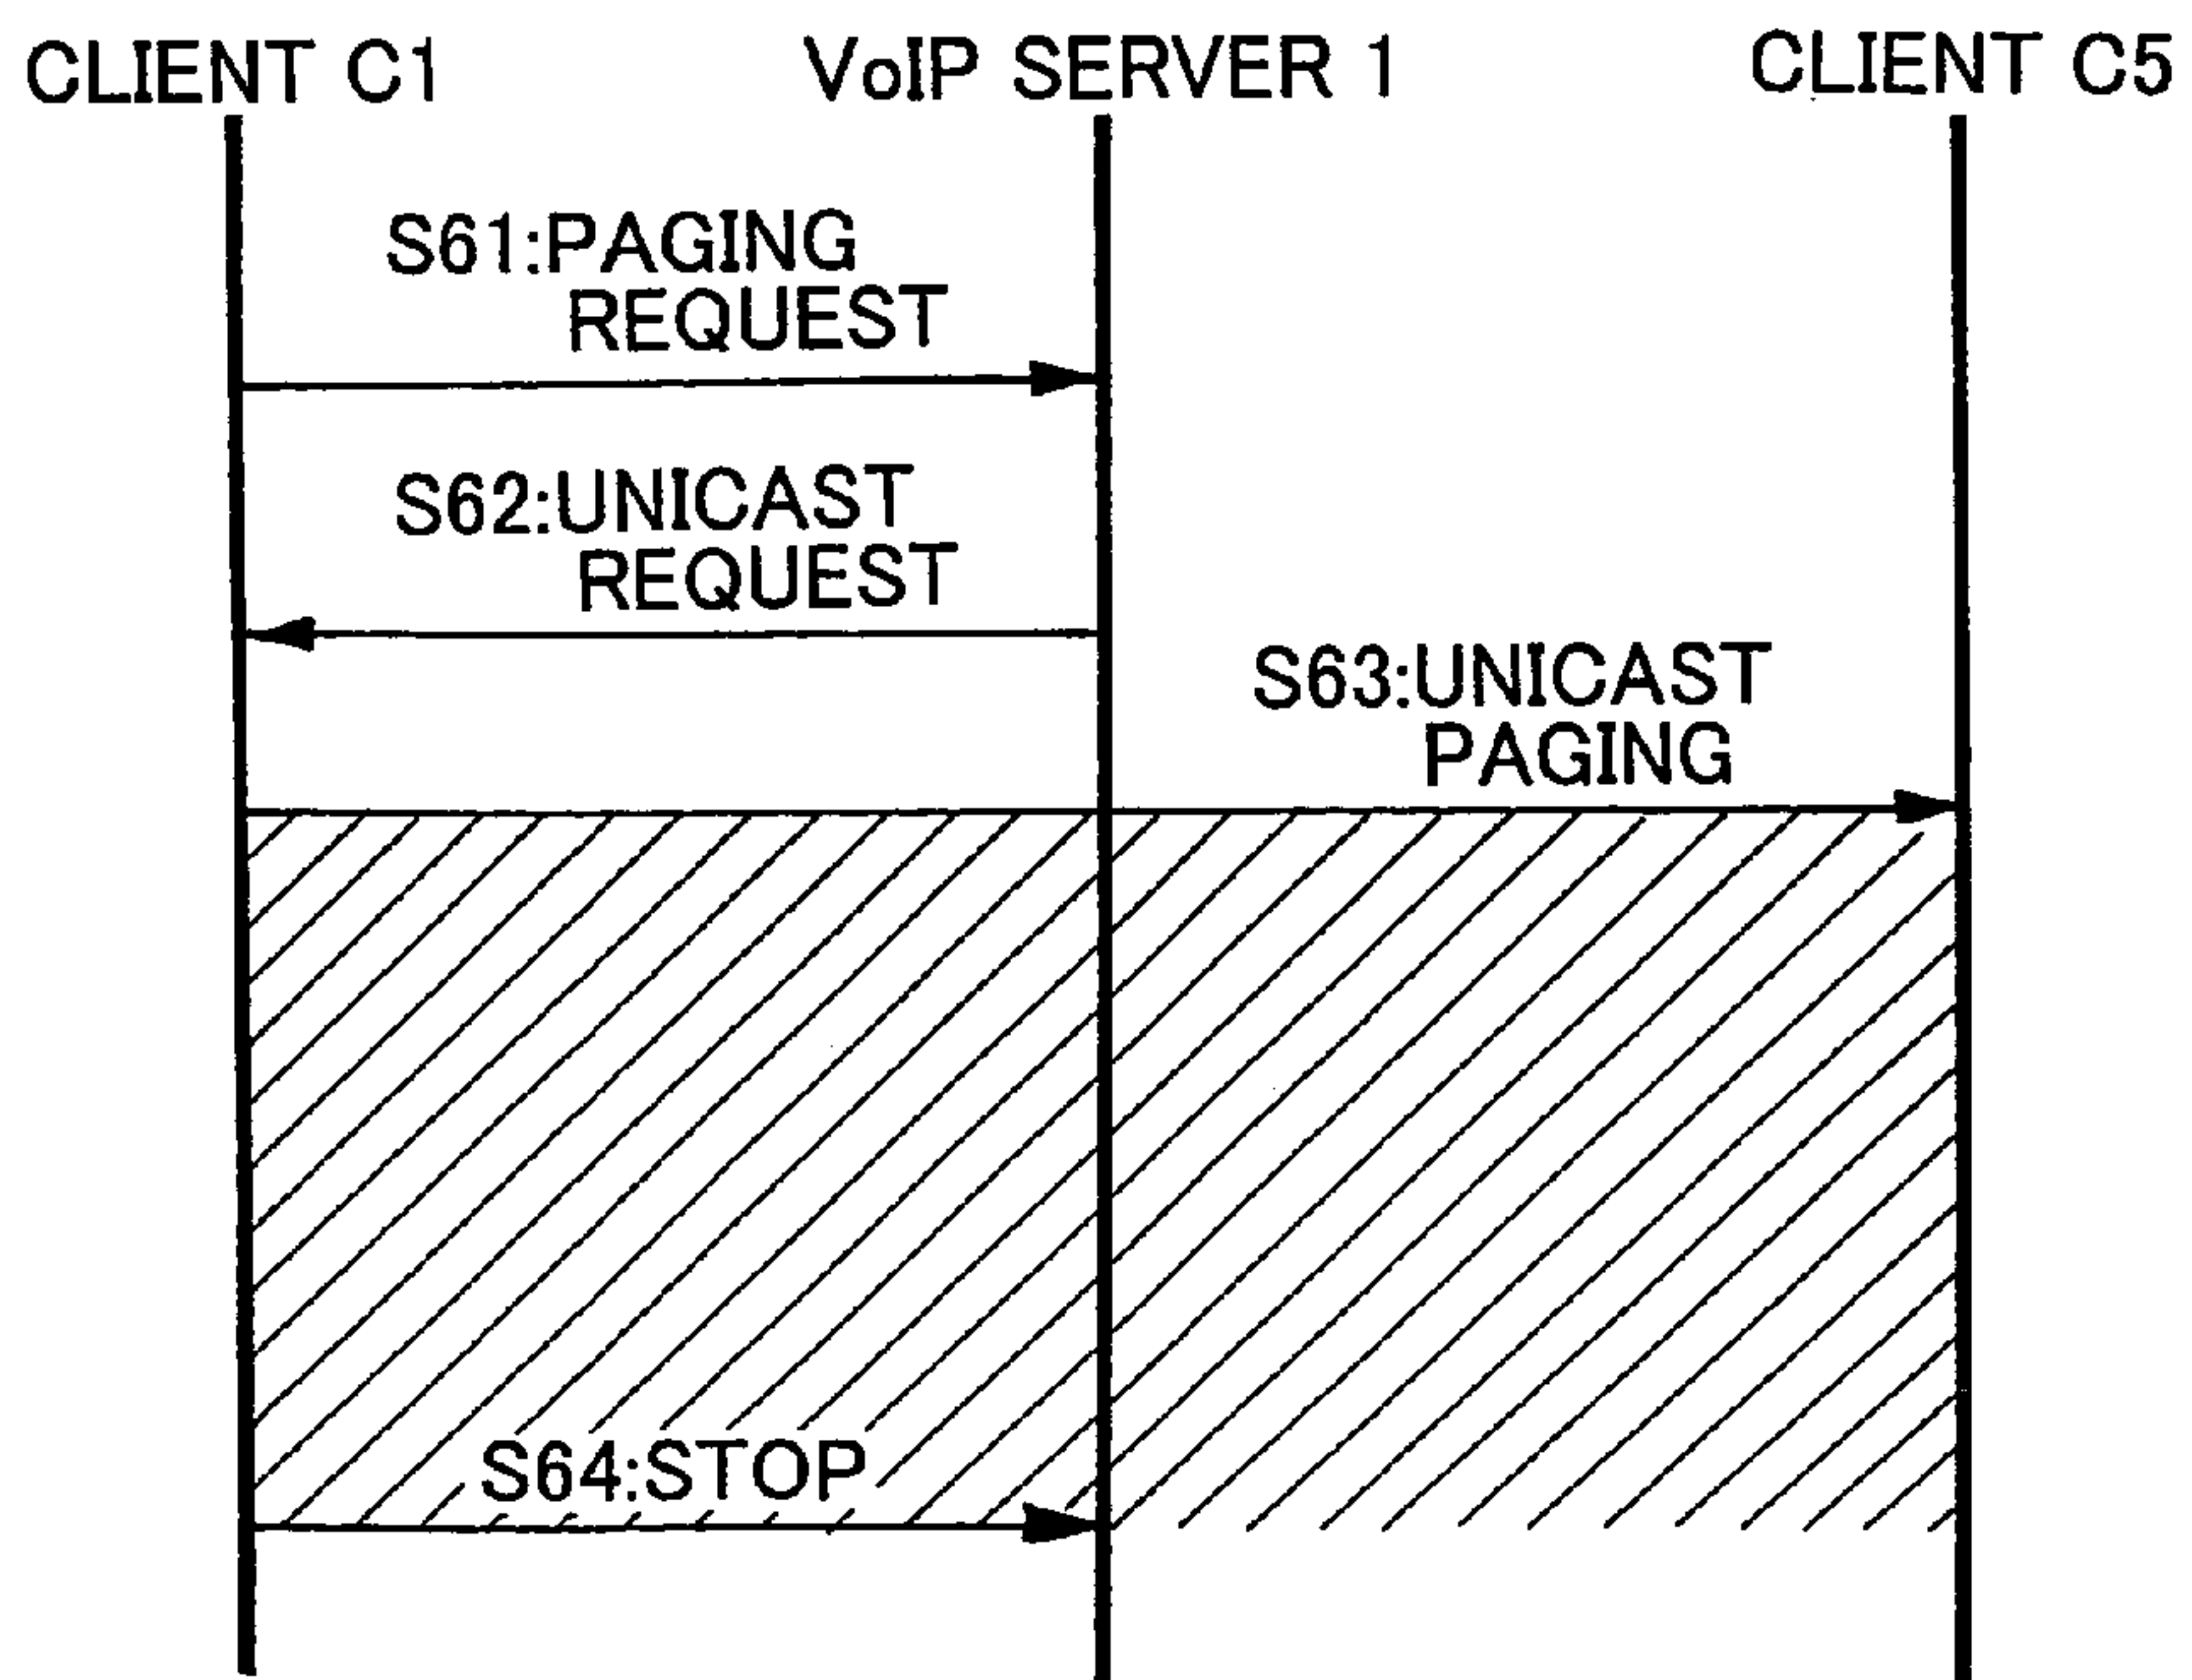 CLIENT C1 VoIP SERVER 1 CLIENT C5
S61:PAGING
REQUEST
S62:UNICAST
REQUEST
S63:UNICAST
PAGING
S64:STOP